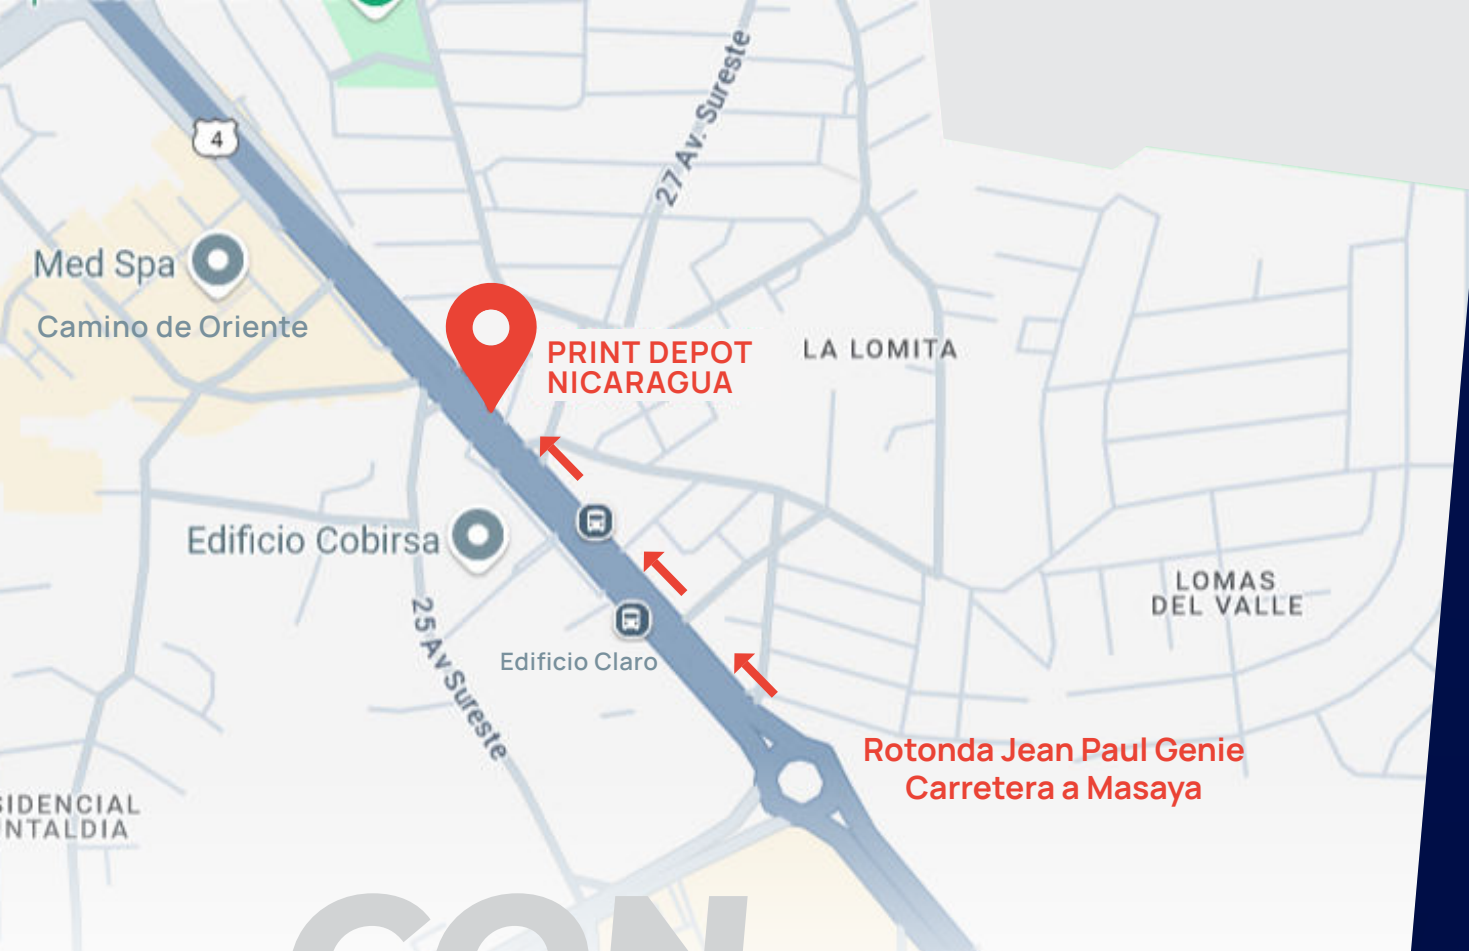 27 Av. Sureste
4
Med Spa
Camino de Oriente
PRINT DEPOT
NICARAGUA
LA LOMITA
Edificio Cobirsa
LOMAS
DEL VALLE
25 Av Sureste
Edificio Claro
Rotonda Jean Paul Genie
Carretera a Masaya
SIDENCIAL
NTALDIA
CON